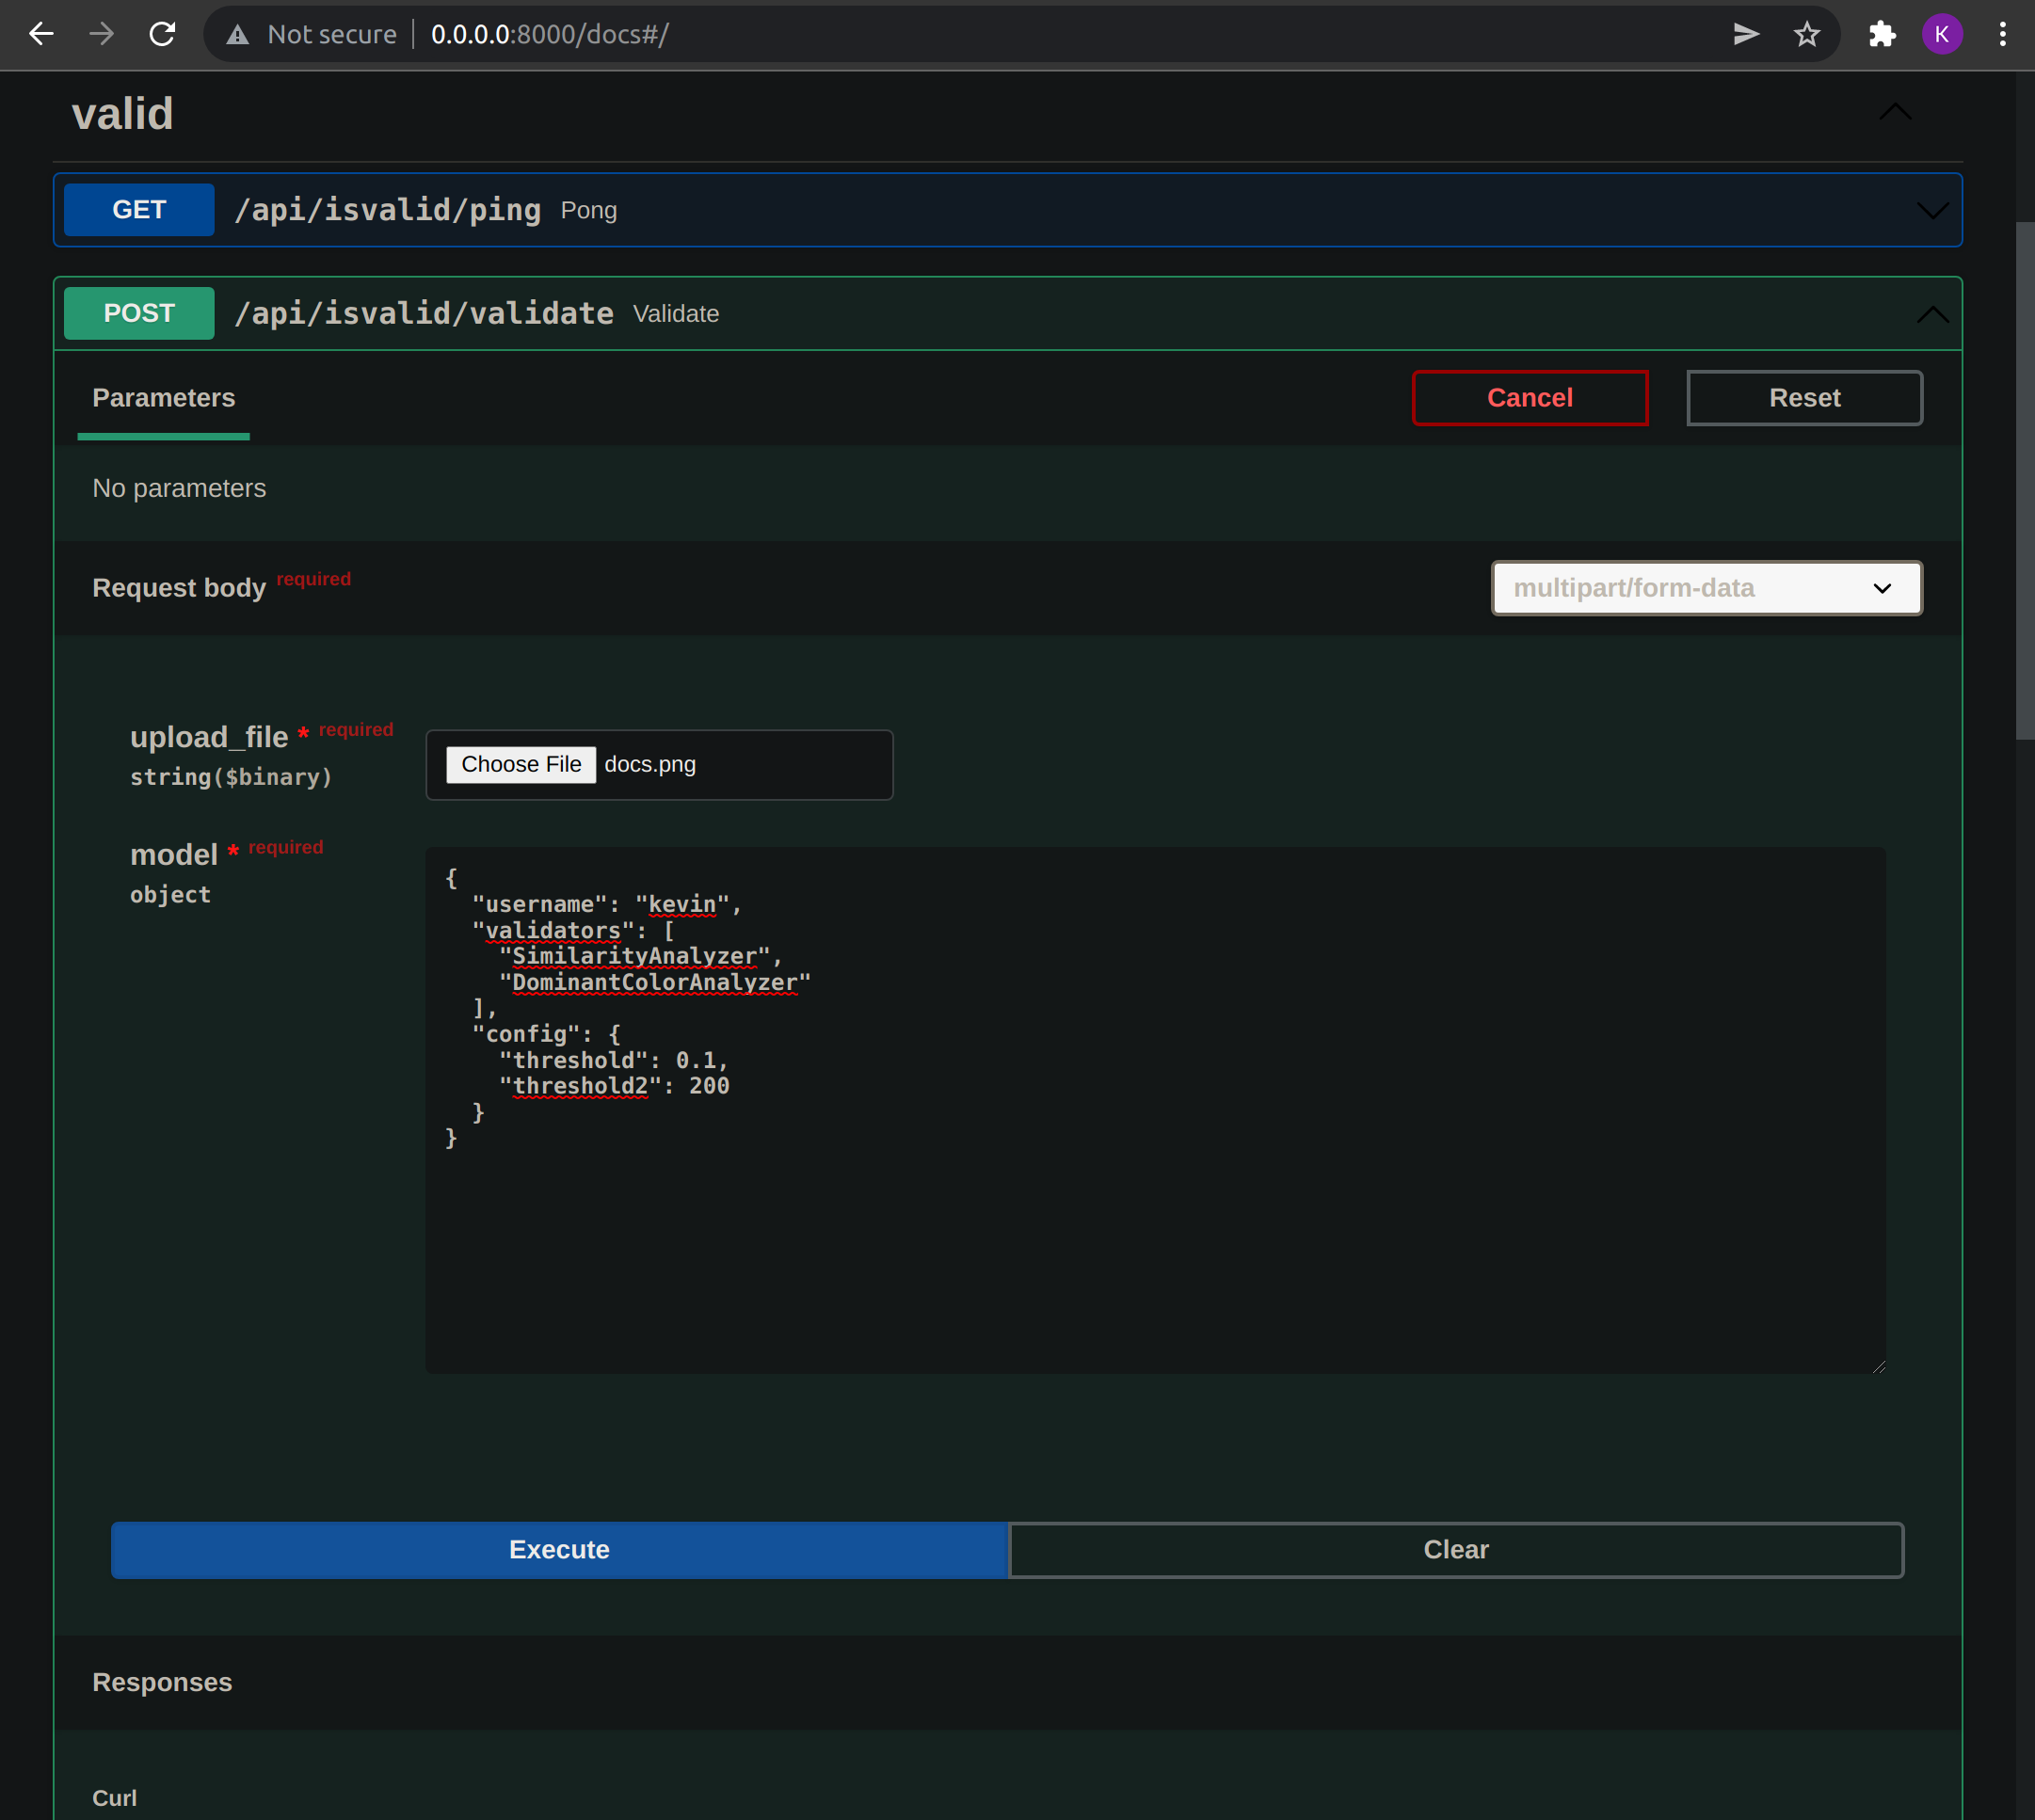 Not secure 0.0.0.0:8000/docs#/ K
valid
GET /api/isvalid/ping Pong
POST /api/isvalid/validate Validate
Parameters Cancel Reset
No parameters
Request body required multipart/form-data
upload_file * required
string($binary) Choose File docs.png
model * required
object
{
  "username": "kevin",
  "validators": [
    "SimilarityAnalyzer",
    "DominantColorAnalyzer"
  ],
  "config": {
    "threshold": 0.1,
    "threshold2": 200
  }
}
Execute Clear
Responses
Curl